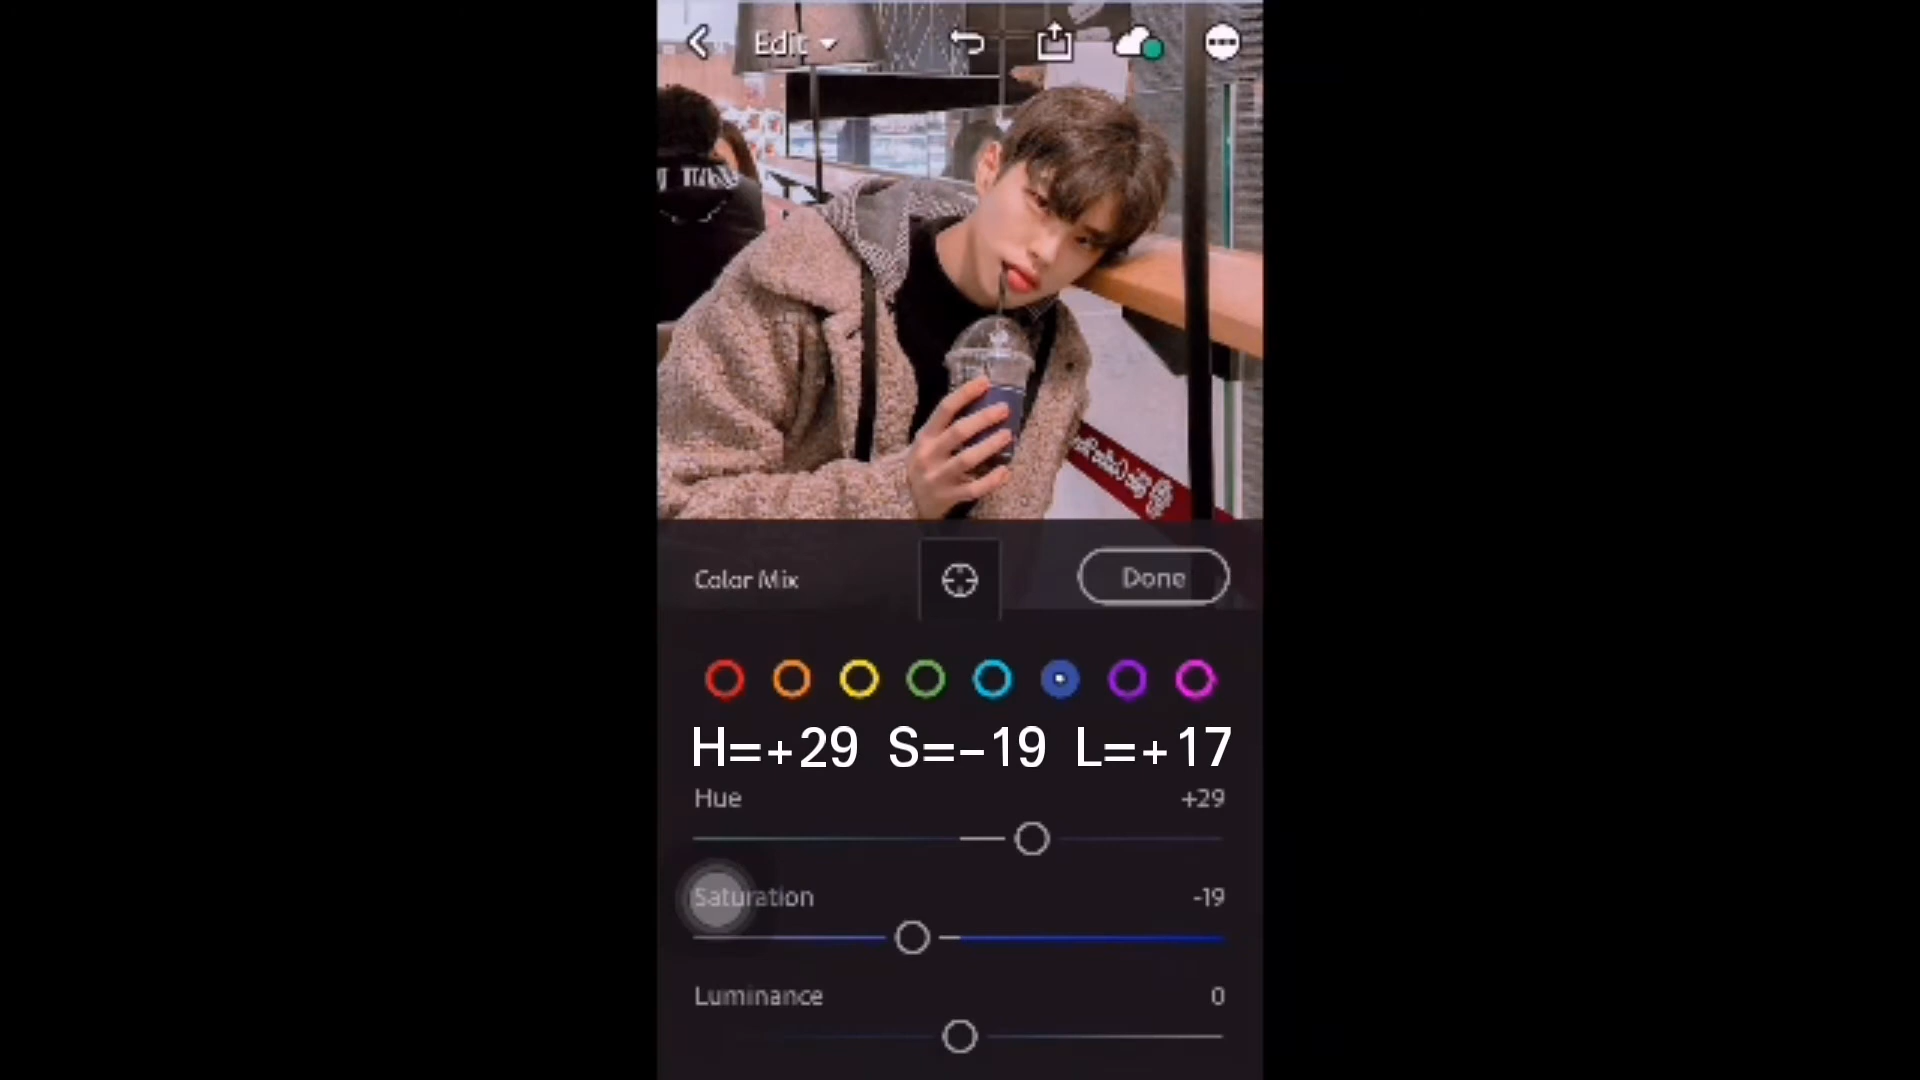 Edit
Color Mix
Done
H=+29 S=-19 L=+17
Hue +29
Saturation -19
Luminance 0